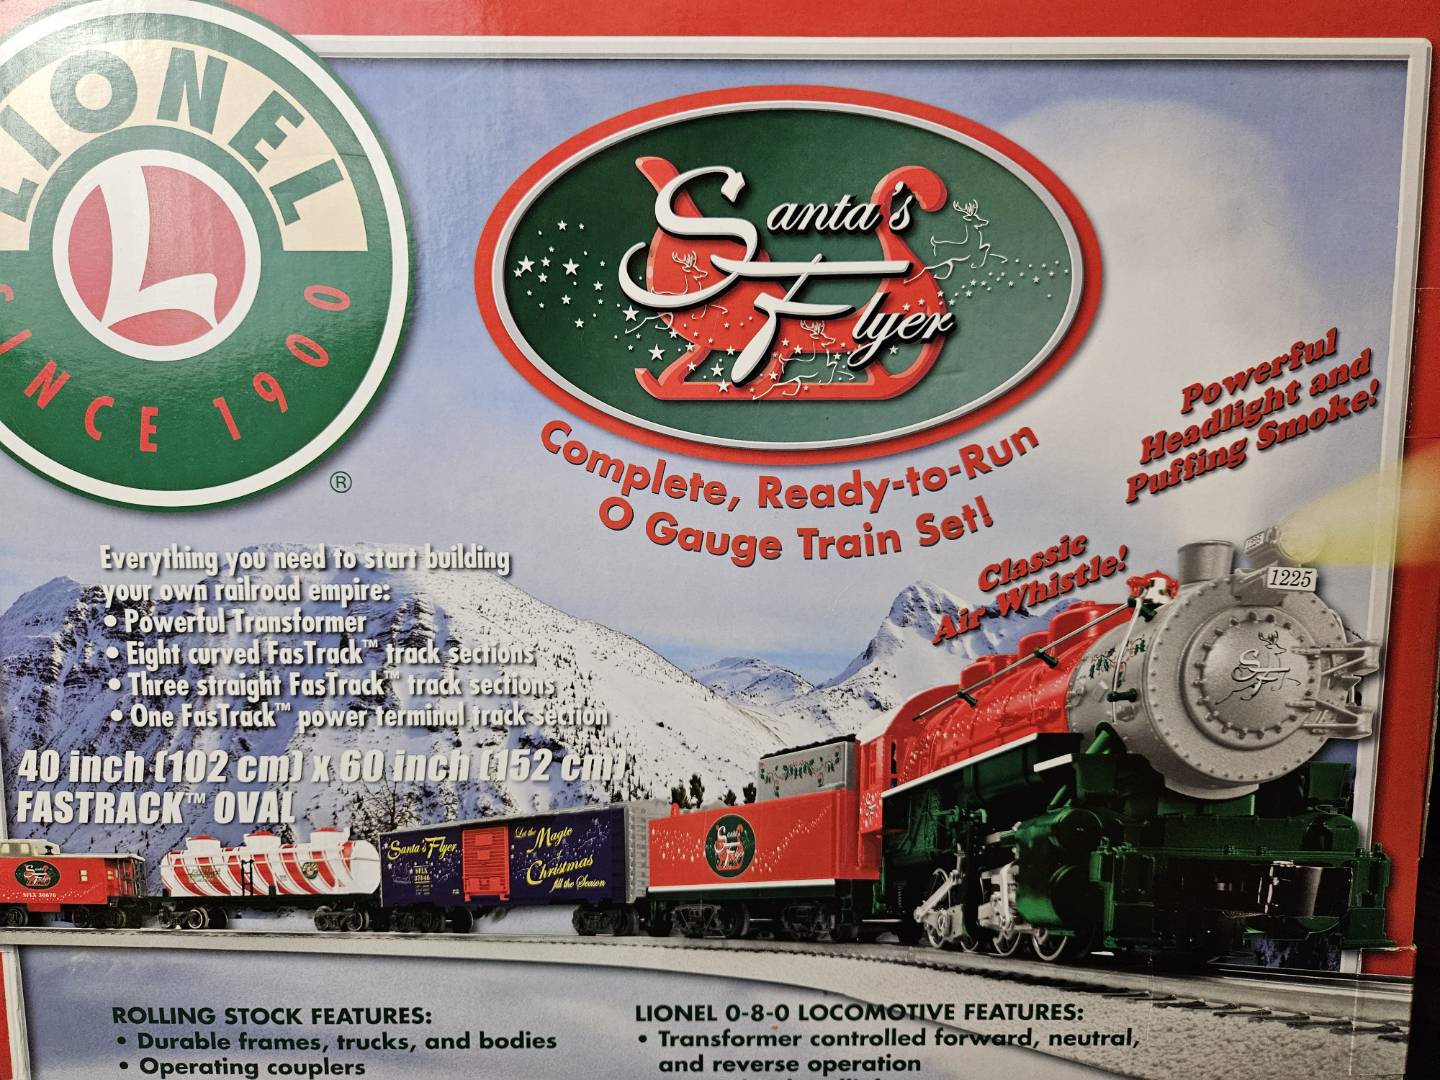 LIONEL
L
SINCE 1900
®
Santa's
Flyer
Complete, Ready-to-Run
O Gauge Train Set!
Powerful
Headlight and
Puffing Smoke!
Classic
Air Whistle!
Everything you need to start building
your own railroad empire:
• Powerful Transformer
• Eight curved FasTrack™ track sections
• Three straight FasTrack™ track sections
• One FasTrack™ power terminal track section
40 inch (102 cm) x 60 inch (152 cm)
FASTRACK™ OVAL
1225
Santa's Flyer
Let the Magic
of
Christmas
fill the Season
Santa's
Flyer
ROLLING STOCK FEATURES:
• Durable frames, trucks, and bodies
• Operating couplers
LIONEL 0-8-0 LOCOMOTIVE FEATURES:
• Transformer controlled forward, neutral,
and reverse operation